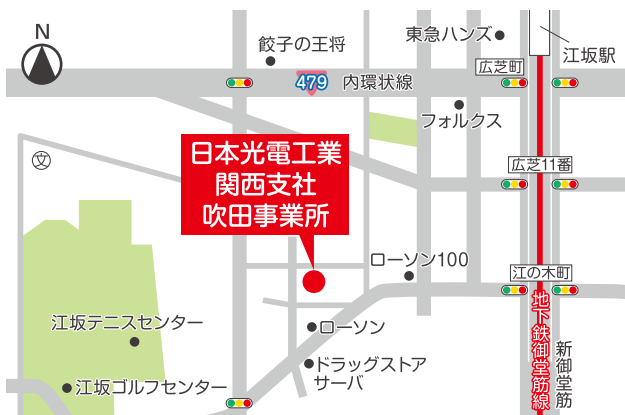 N
餃子の王将
東急ハンズ
江坂駅
広芝町
479
内環状線
フォルクス
日本光電工業
関西支社
吹田事業所
文
広芝11番
ローソン100
江の木町
江坂テニスセンター
ローソン
地下鉄御堂筋線
新御堂筋
ドラッグストア
サーバ
江坂ゴルフセンター